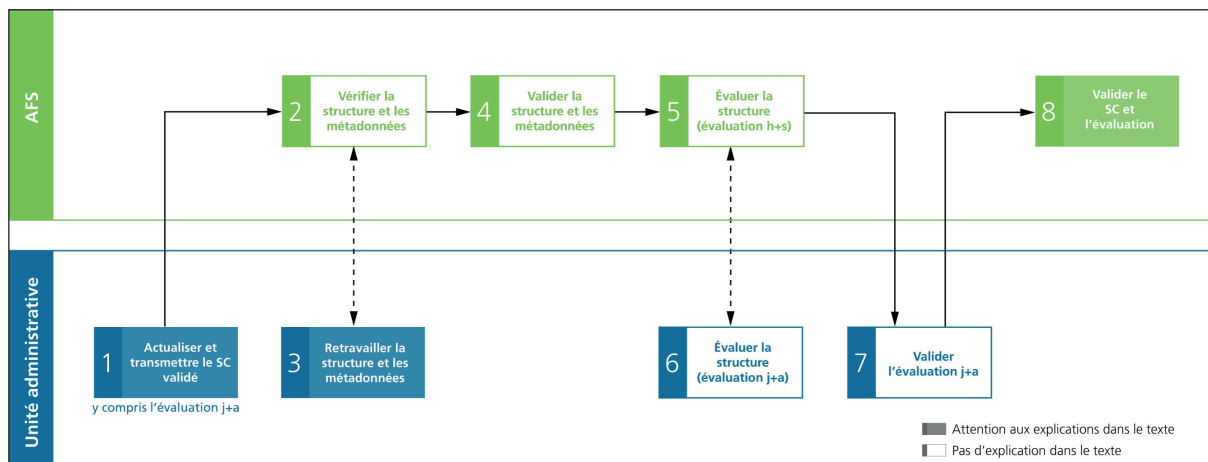 AFS
2
Vérifier la
structure et les
métadonnées
4
Valider la
structure et les
métadonnées
5
Évaluer la
structure
(évaluation h+s)
8
Valider le
SC et
l'évaluation
Unité administrative
1
Actualiser et
transmettre le SC
validé
y compris l'évaluation j+a
3
Retravailler la
structure et les
métadonnées
6
Évaluer la
structure
(évaluation j+a)
7
Valider
l'évaluation j+a
Attention aux explications dans le texte
Pas d'explication dans le texte